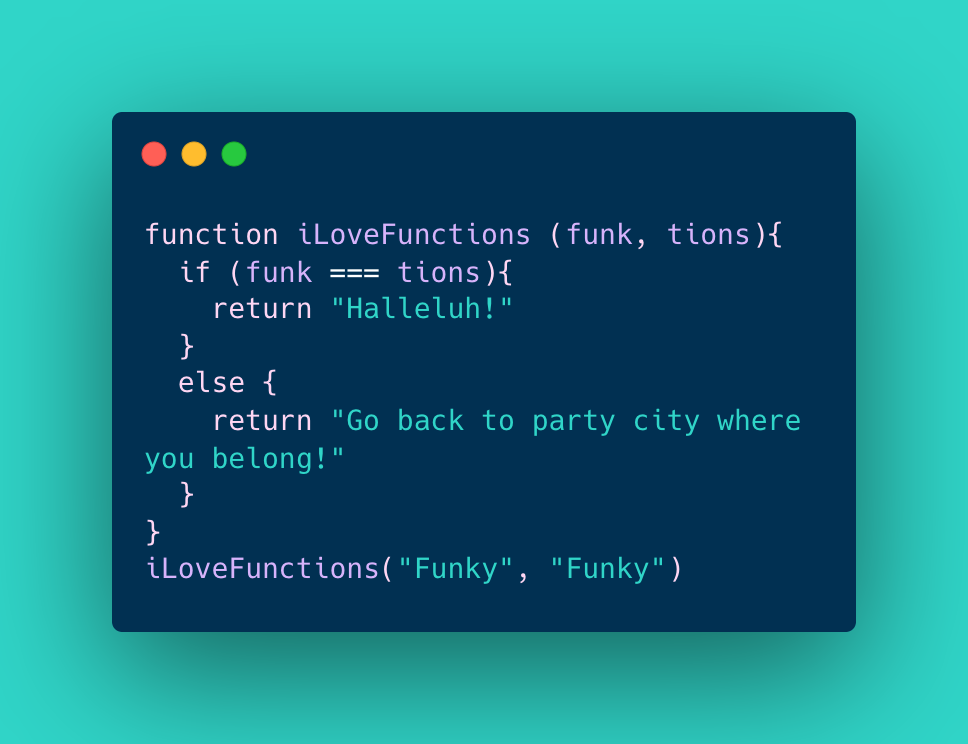 function iLoveFunctions (funk, tions){
  if (funk === tions){
    return "Halleluh!"
  }
  else {
    return "Go back to party city where
you belong!"
  }
}
iLoveFunctions("Funky", "Funky")